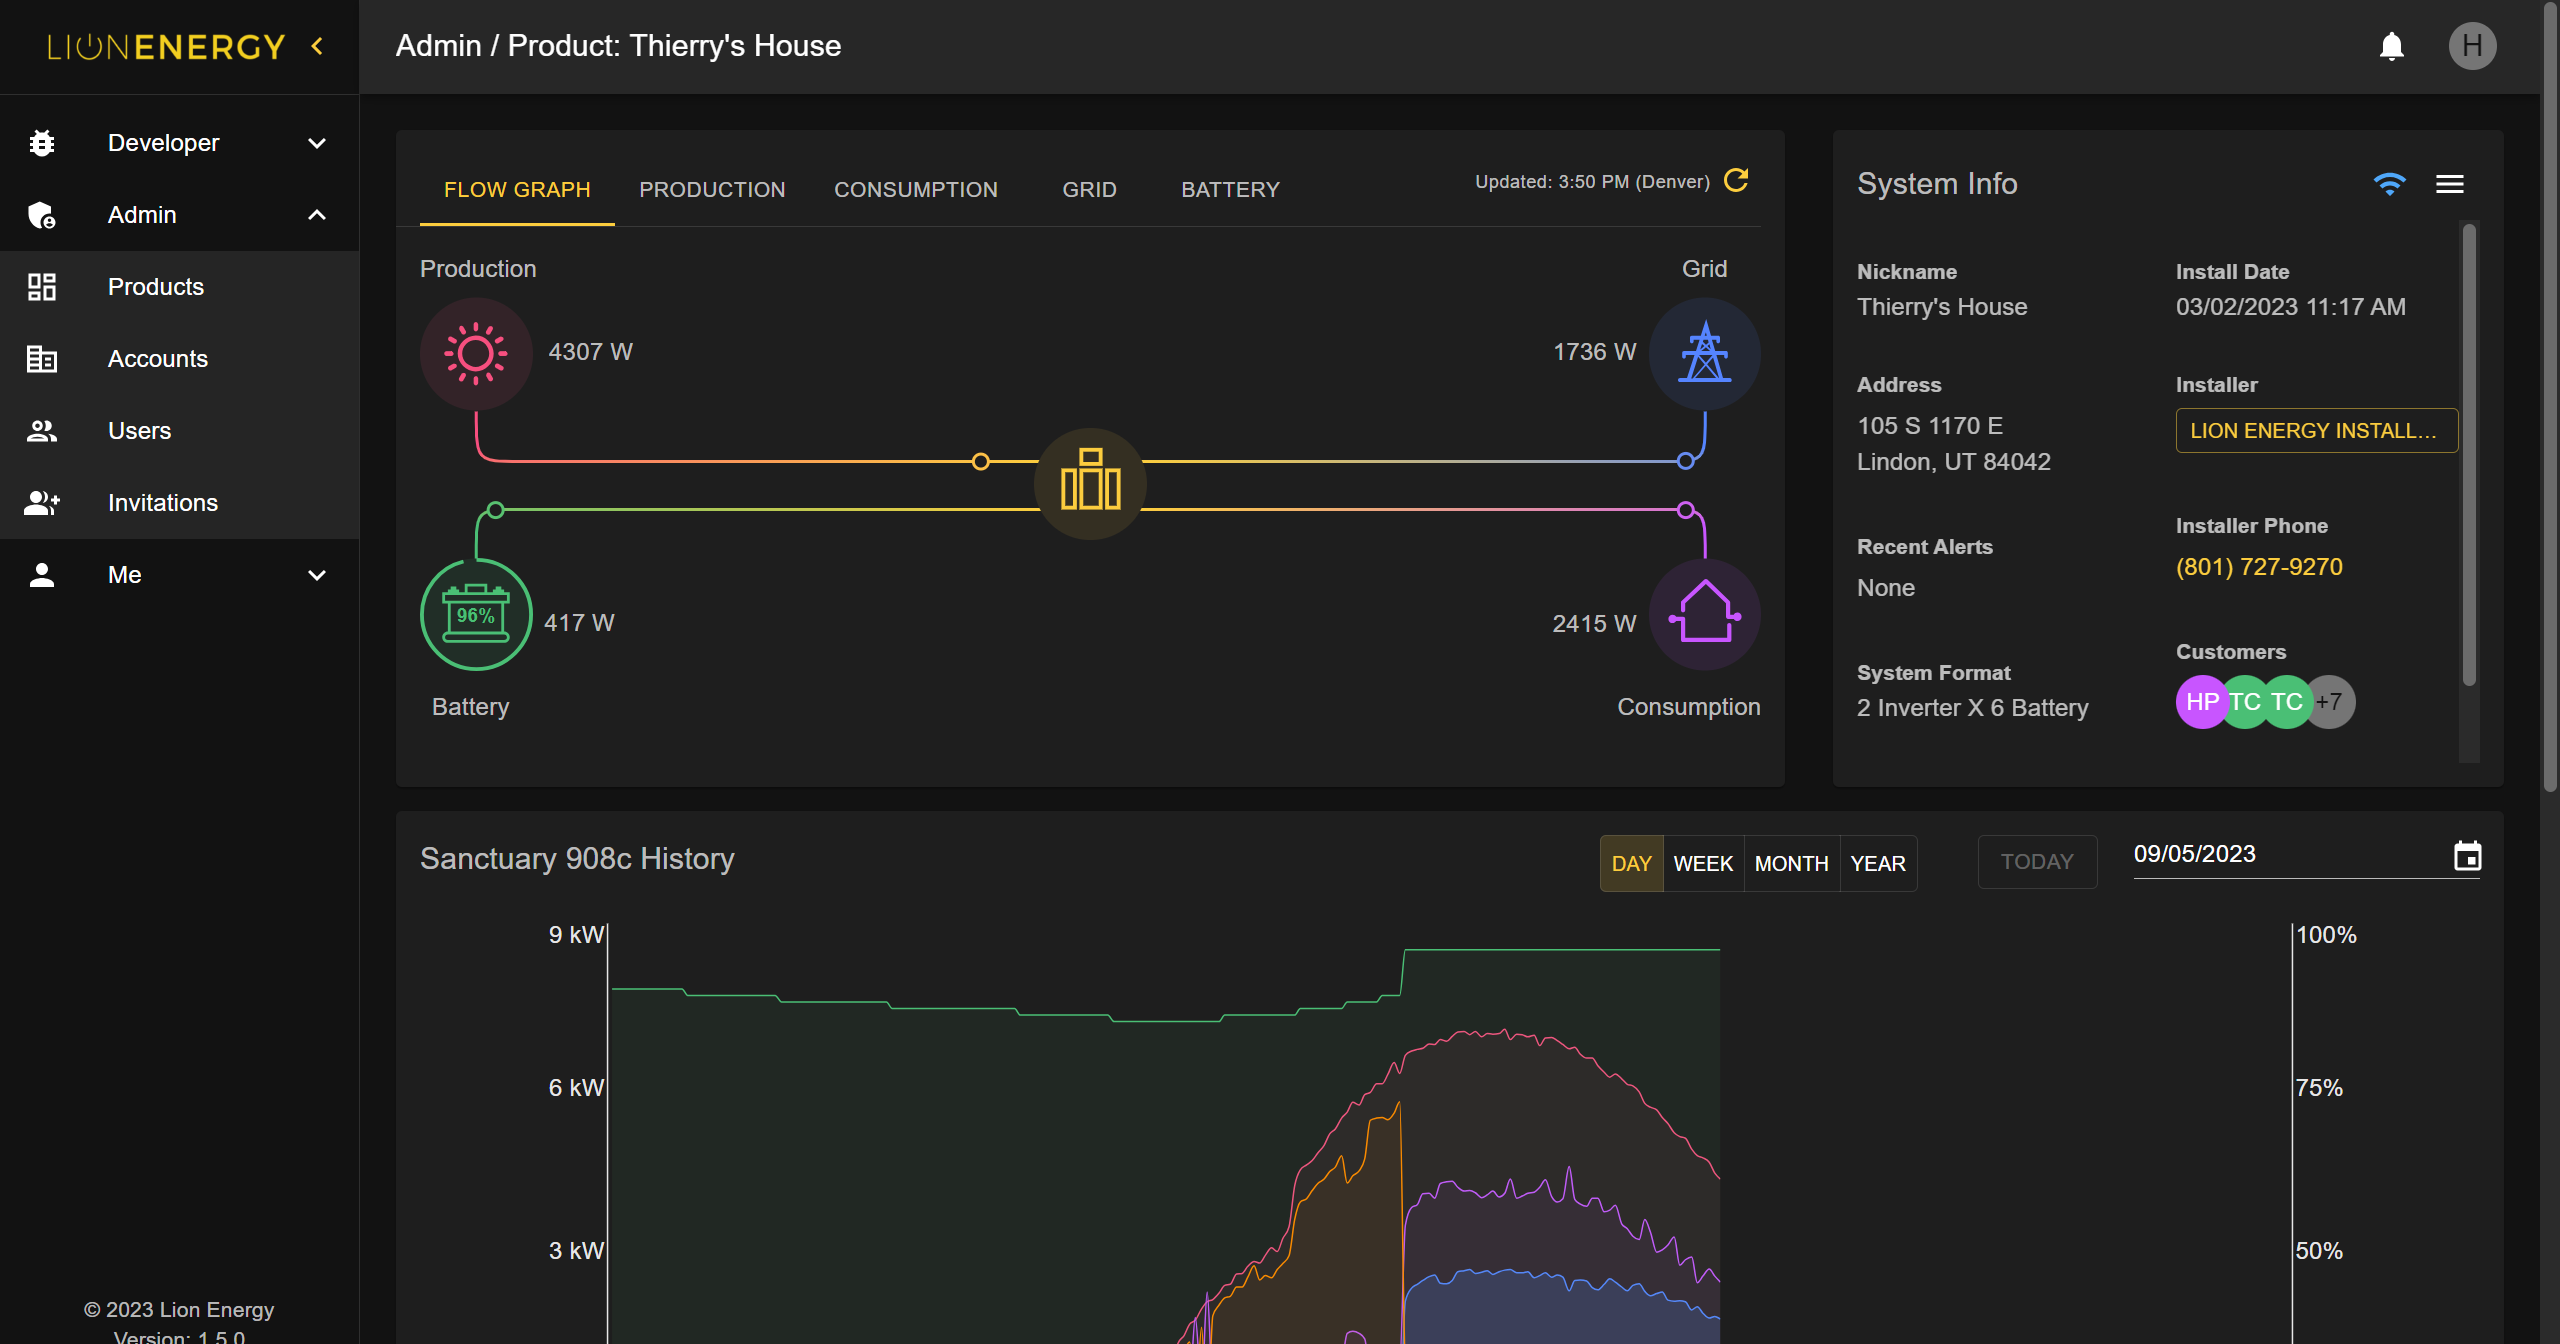 LIONENERGY
Admin / Product: Thierry's House
H
Developer
Admin
Products
Accounts
Users
Invitations
Me
© 2023 Lion Energy
Version: 1.5.0
FLOW GRAPH
PRODUCTION
CONSUMPTION
GRID
BATTERY
Updated: 3:50 PM (Denver)
Production
4307 W
Grid
1736 W
96%
417 W
Battery
2415 W
Consumption
System Info
Nickname
Thierry's House
Install Date
03/02/2023 11:17 AM
Address
105 S 1170 E
Lindon, UT 84042
Installer
LION ENERGY INSTALL...
Installer Phone
(801) 727-9270
Recent Alerts
None
Customers
HP TC TC +7
System Format
2 Inverter X 6 Battery
Sanctuary 908c History
DAY WEEK MONTH YEAR
TODAY
09/05/2023
9 kW
6 kW
3 kW
100%
75%
50%